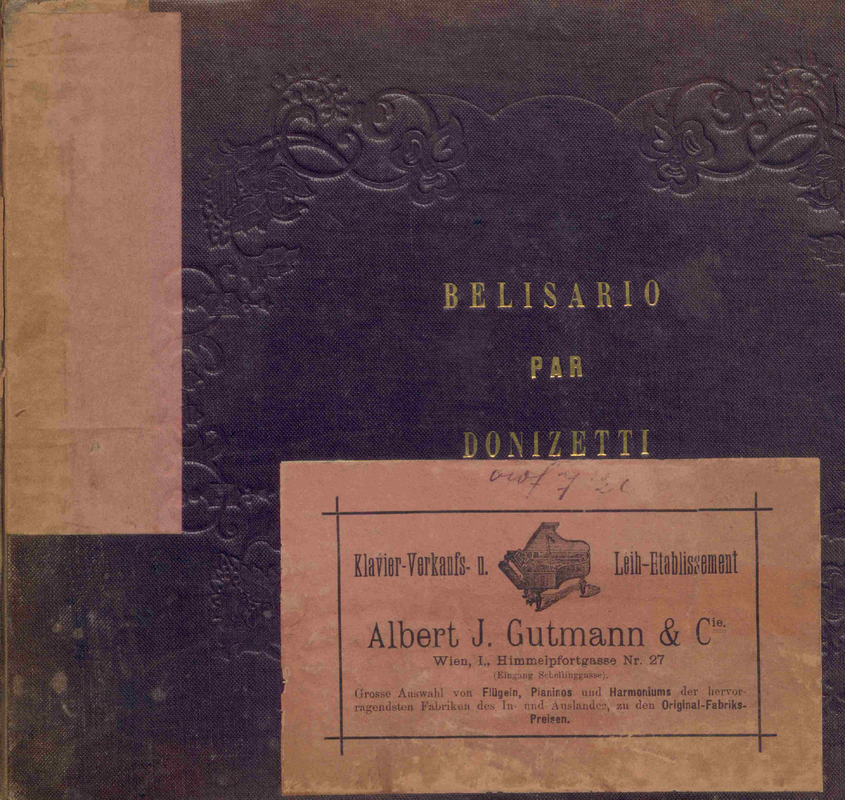 BELISARIO
PAR
DONIZETTI
Klavier-Verkaufs- u. Leih-Etablissement
Albert J. Gutmann & Cie.
Wien, I., Himmelpfortgasse Nr. 27
(Eingang Schellinggasse).
Grosse Auswahl von Flügeln, Pianinos und Harmoniums der hervor-
ragendsten Fabriken des In- und Auslandes, zu den Original-Fabriks-
Preisen.